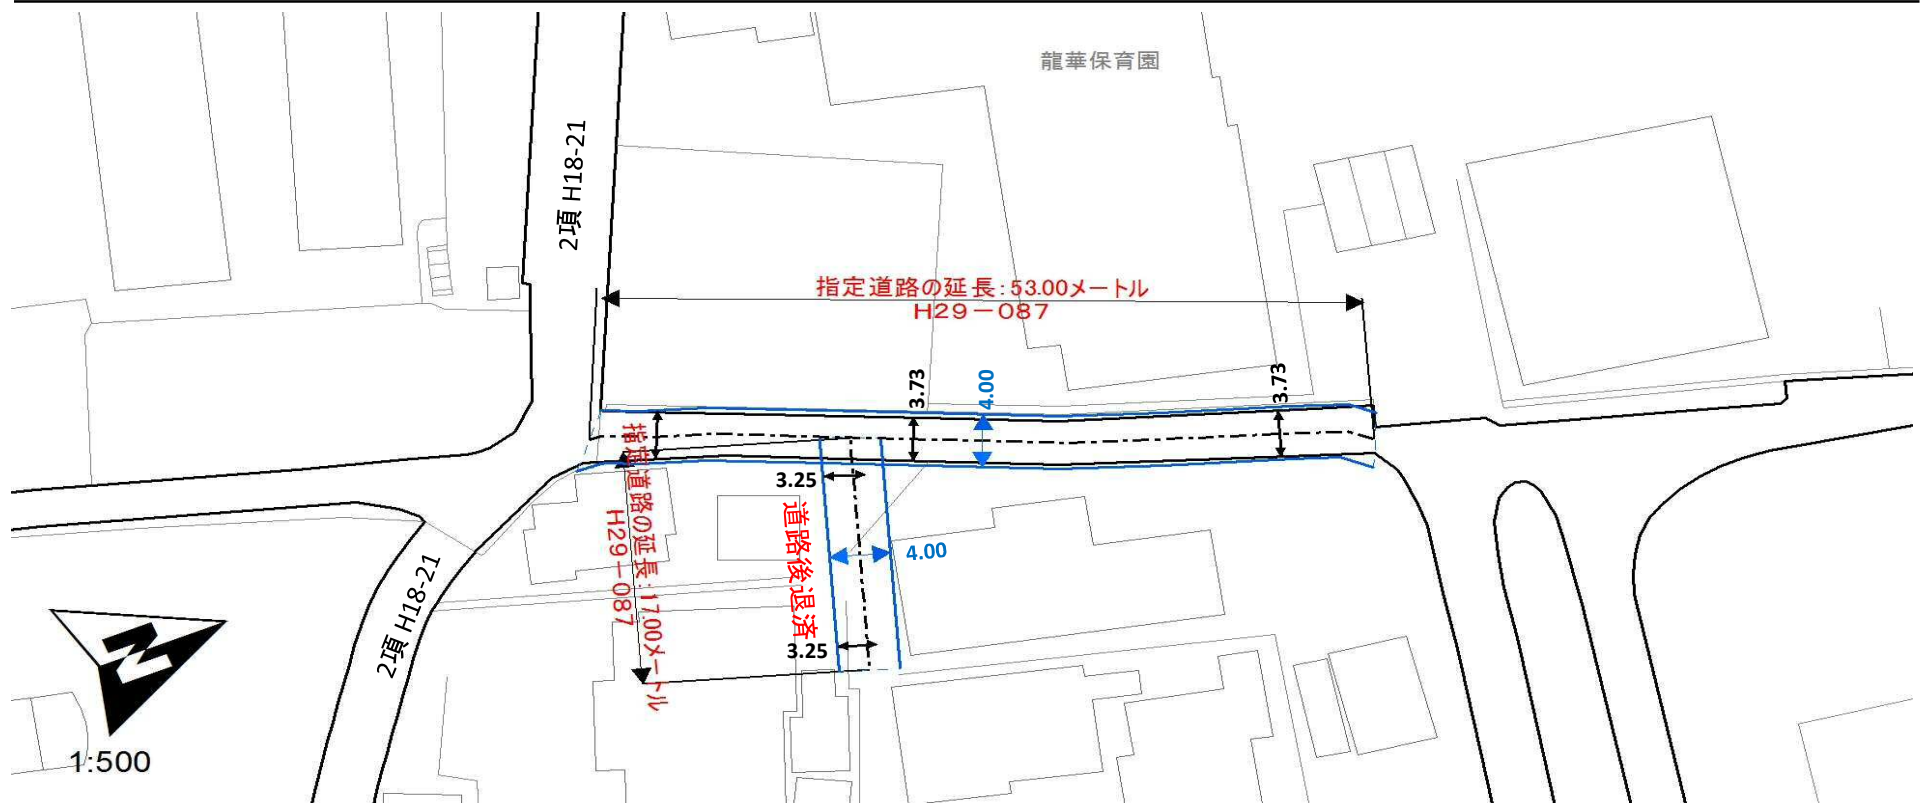 龍華保育園
2項 H18-21
指定道路の延長:53.00メートル
H29-087
3.73
4.00
3.73
指定道路の延長:17.00メートル
H29-087
3.25
道路後退済
4.00
3.25
2項 H18-21
N
1:500